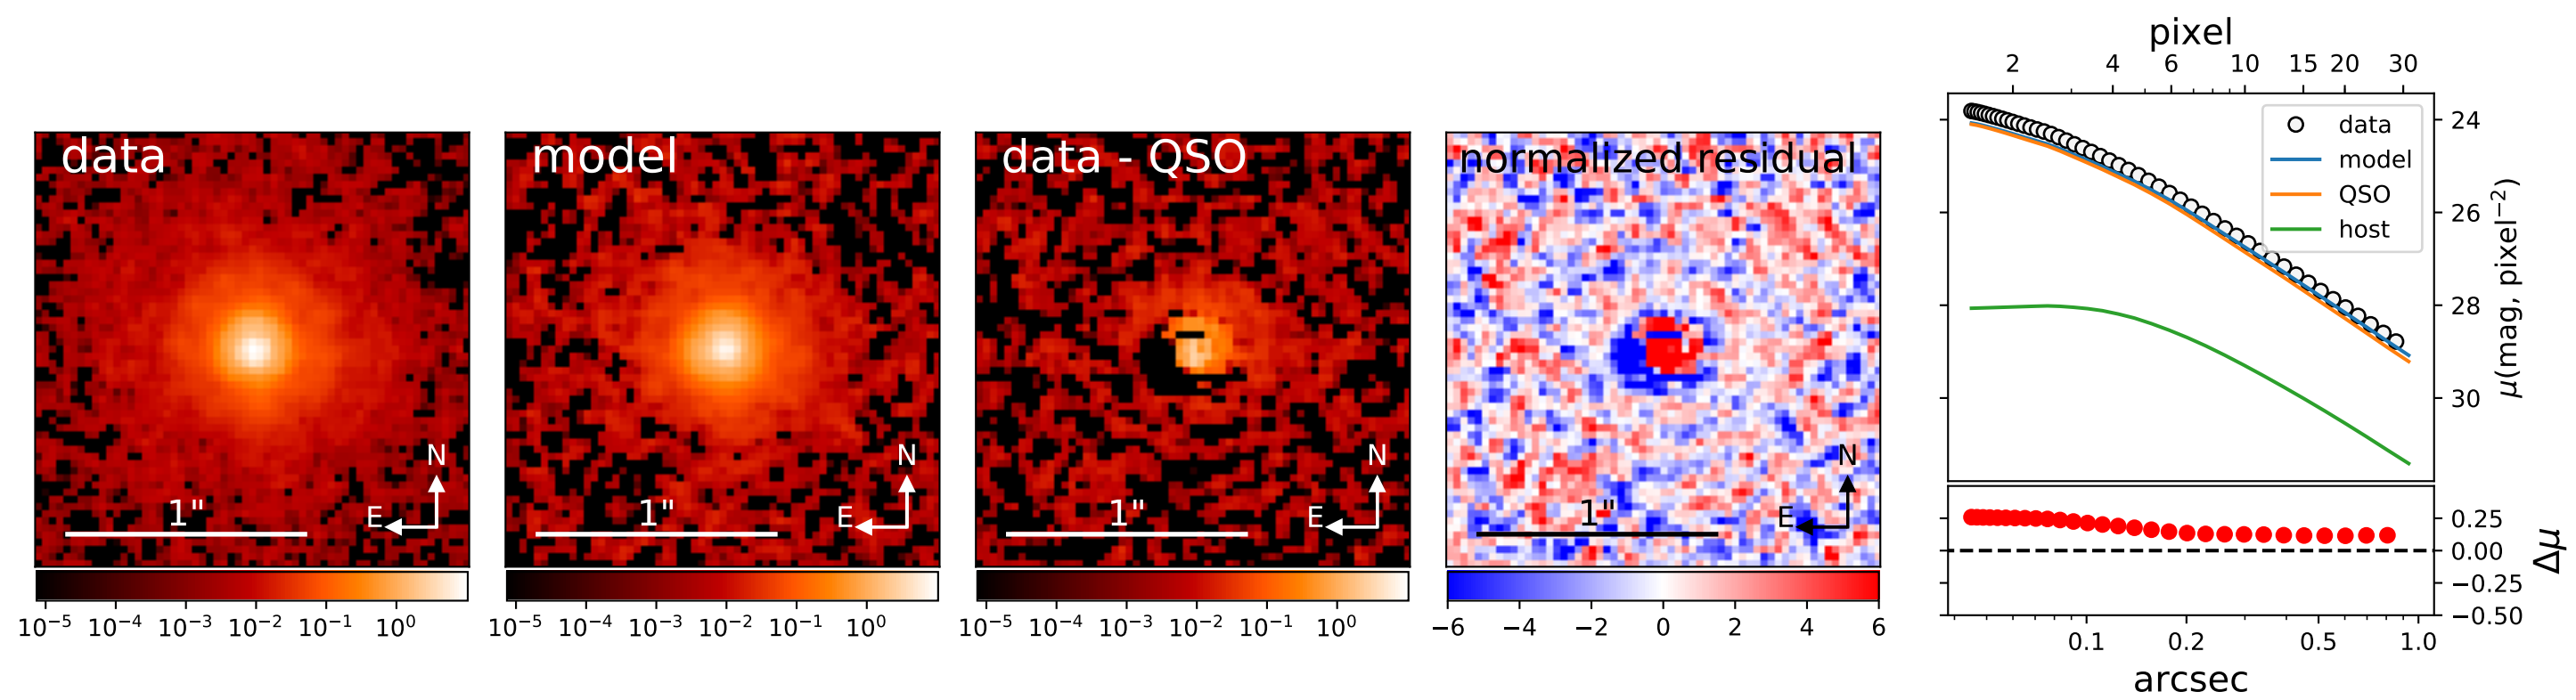 data
N
E
1"
10⁻⁵ 10⁻⁴ 10⁻³ 10⁻² 10⁻¹ 10⁰
model
N
E
1"
10⁻⁵ 10⁻⁴ 10⁻³ 10⁻² 10⁻¹ 10⁰
data - QSO
N
E
1"
10⁻⁵ 10⁻⁴ 10⁻³ 10⁻² 10⁻¹ 10⁰
normalized residual
N
E
1"
−6 −4 −2 0 2 4 6
pixel
2 4 6 10 15 20 30
data
model
QSO
host
24
26
28
30
μ(mag, pixel⁻²)
0.25
0.00
−0.25
−0.50
Δμ
0.1 0.2 0.5 1.0
arcsec